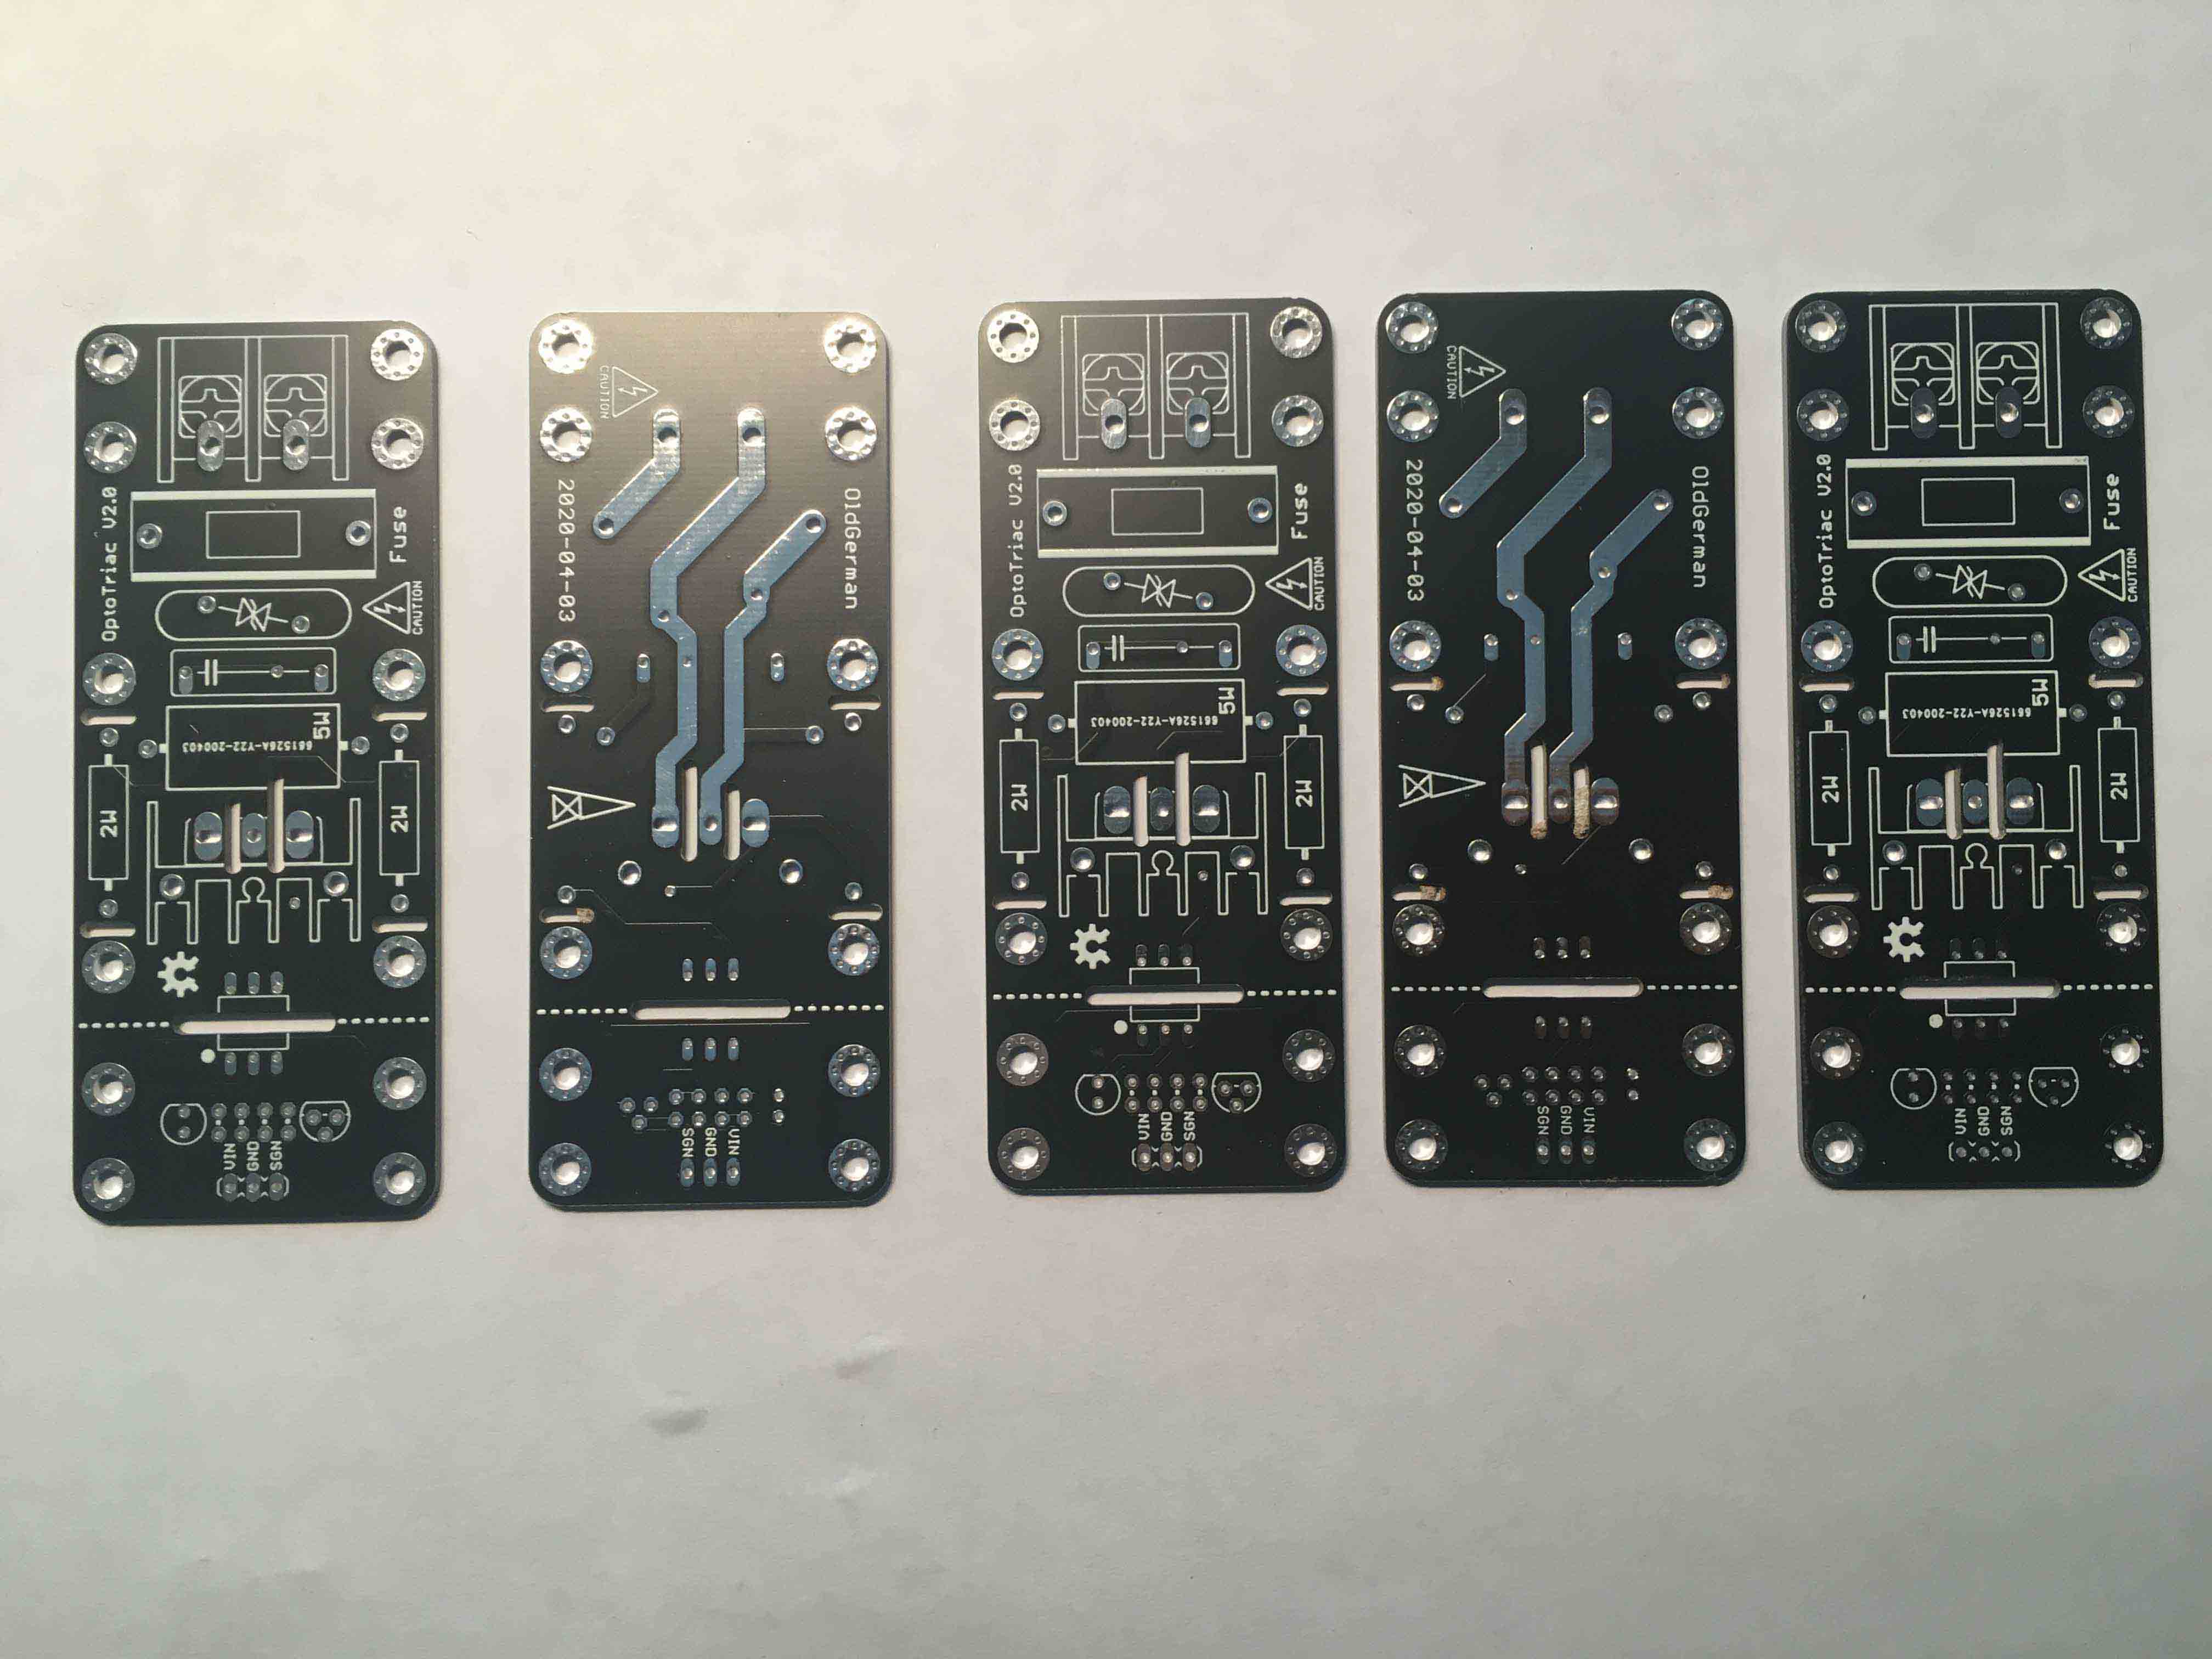 OptoTriac V2.0
Fuse
CAUTION
5W
661526A-Y22-200403
2W
2W
VIN
GND
SGN
CAUTION
2020-04-03
OldGerman
SGN
GND
VIN
OptoTriac V2.0
Fuse
CAUTION
5W
661526A-Y22-200403
2W
2W
VIN
GND
SGN
CAUTION
2020-04-03
OldGerman
SGN
GND
VIN
OptoTriac V2.0
Fuse
CAUTION
5W
661526A-Y22-200403
2W
2W
VIN
GND
SGN